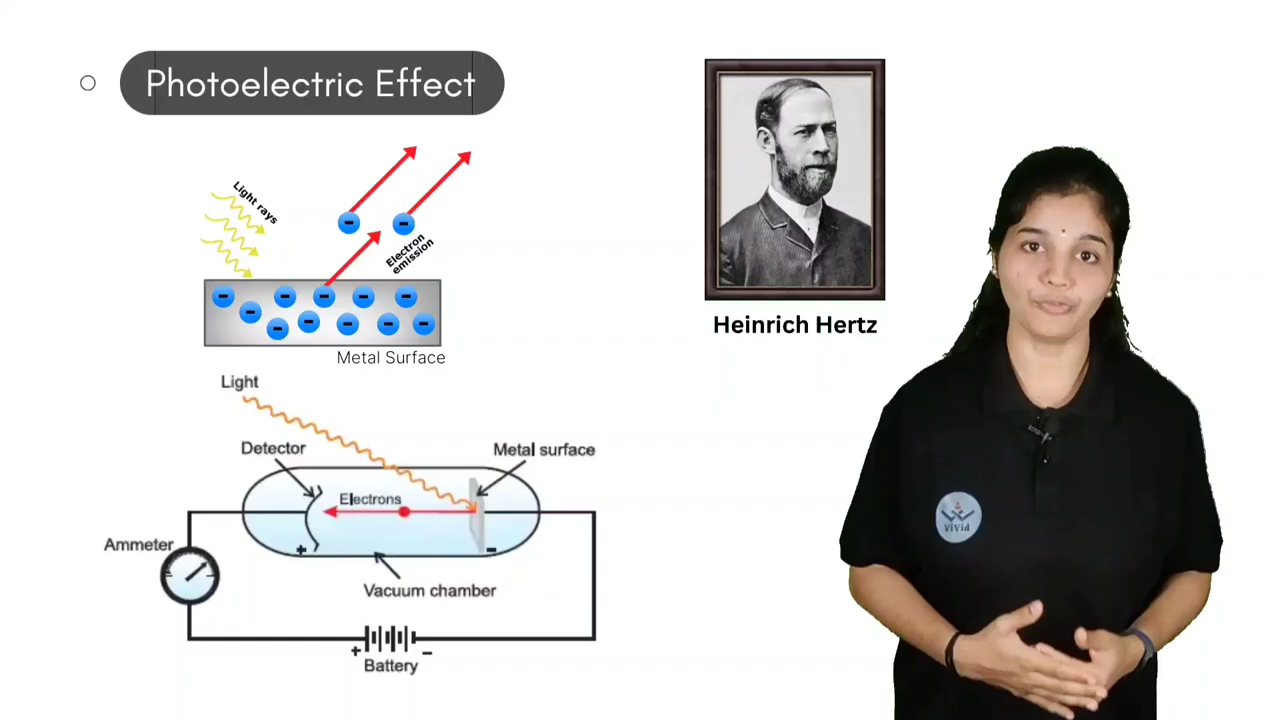 Photoelectric Effect
Light rays
Electron
emission
Metal Surface
Heinrich Hertz
Light
Detector
Metal surface
Electrons
+
-
Ammeter
Vacuum chamber
+
-
Battery
ViVid